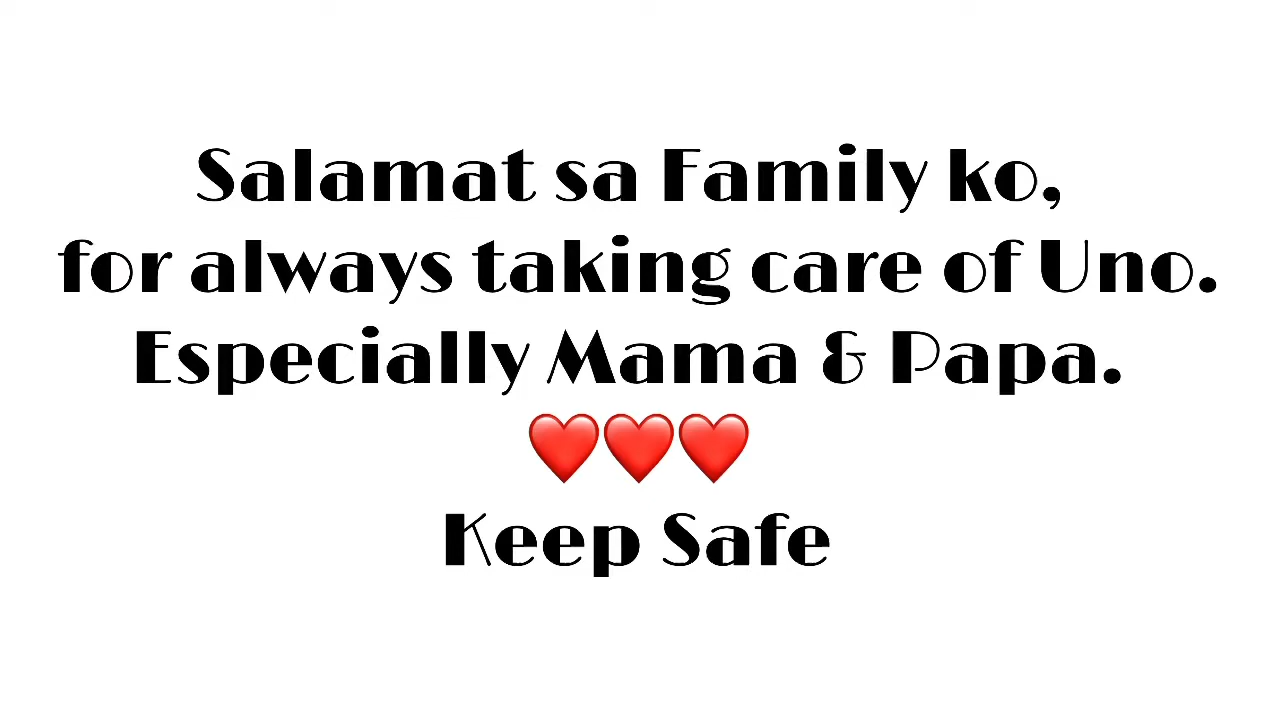 Salamat sa Family ko,
for always taking care of Uno.
Especially Mama & Papa.
❤️❤️❤️
Keep Safe